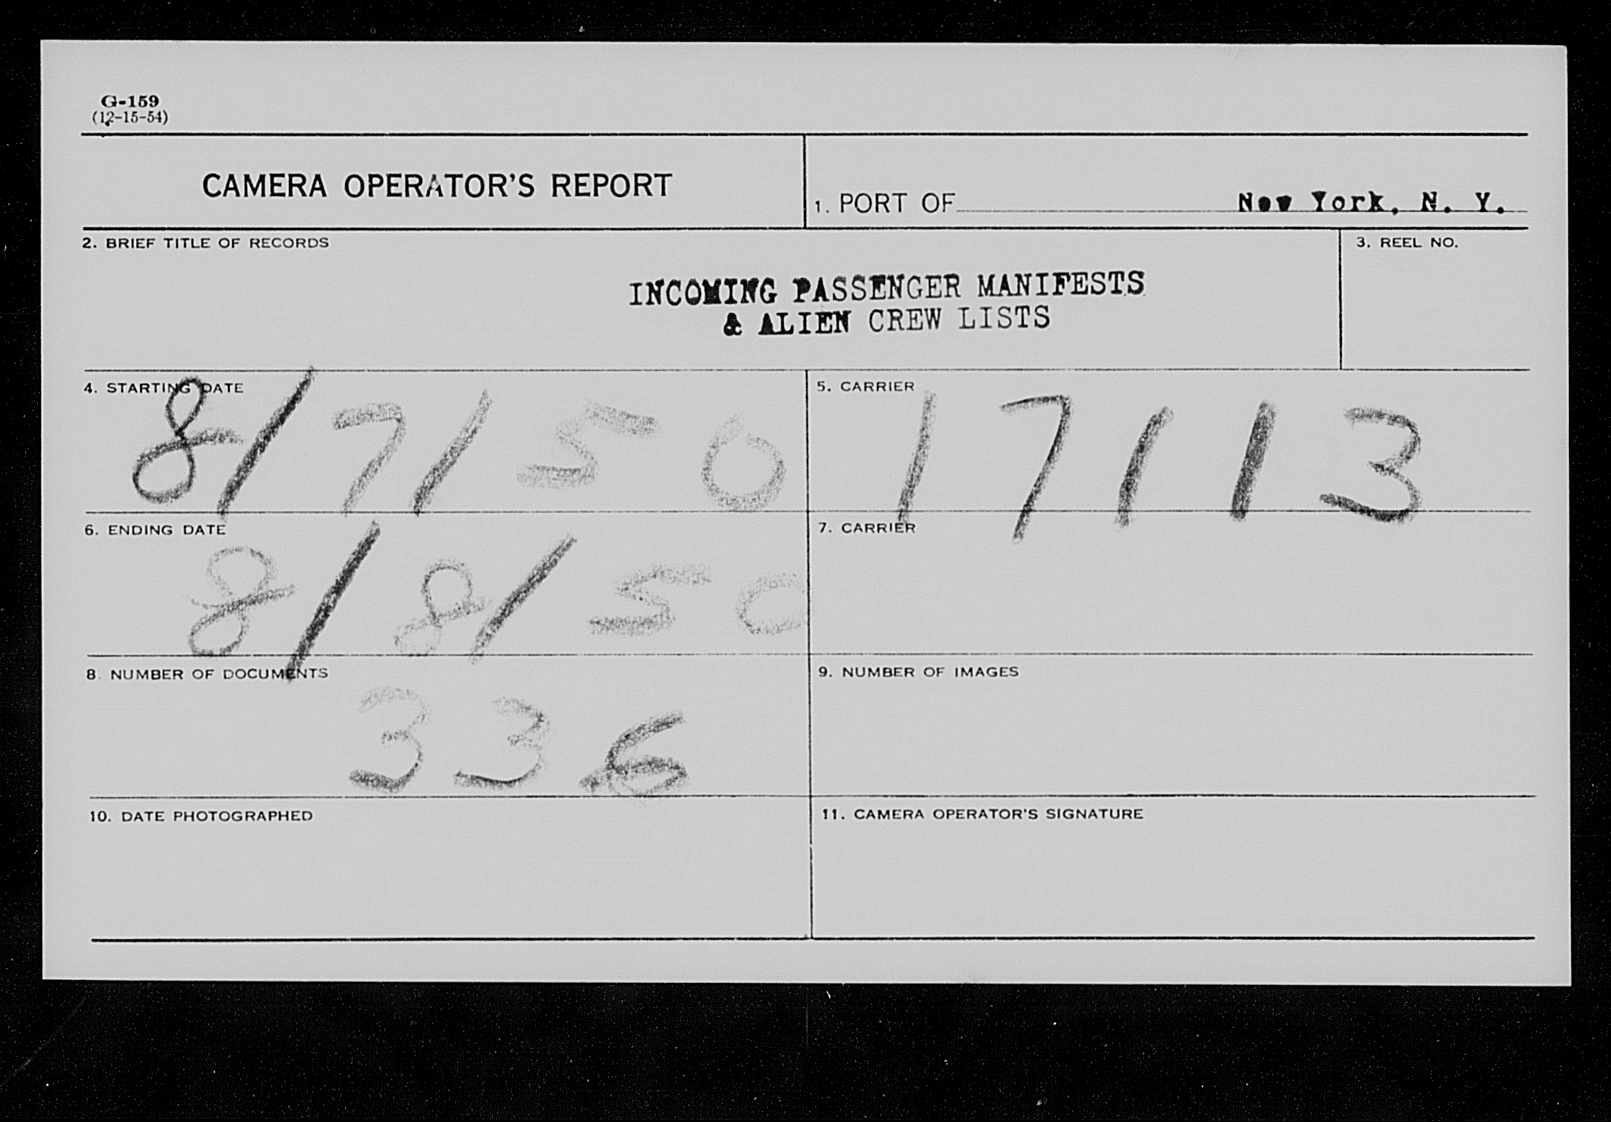 G-159
(12-15-54)
CAMERA OPERATOR'S REPORT
1. PORT OF New York, N. Y.
2. BRIEF TITLE OF RECORDS
3. REEL NO.
INCOMING PASSENGER MANIFESTS
& ALIEN CREW LISTS
4. STARTING DATE
8/7/50
5. CARRIER
17113
6. ENDING DATE
8/8/50
7. CARRIER
8. NUMBER OF DOCUMENTS
336
9. NUMBER OF IMAGES
10. DATE PHOTOGRAPHED
11. CAMERA OPERATOR'S SIGNATURE